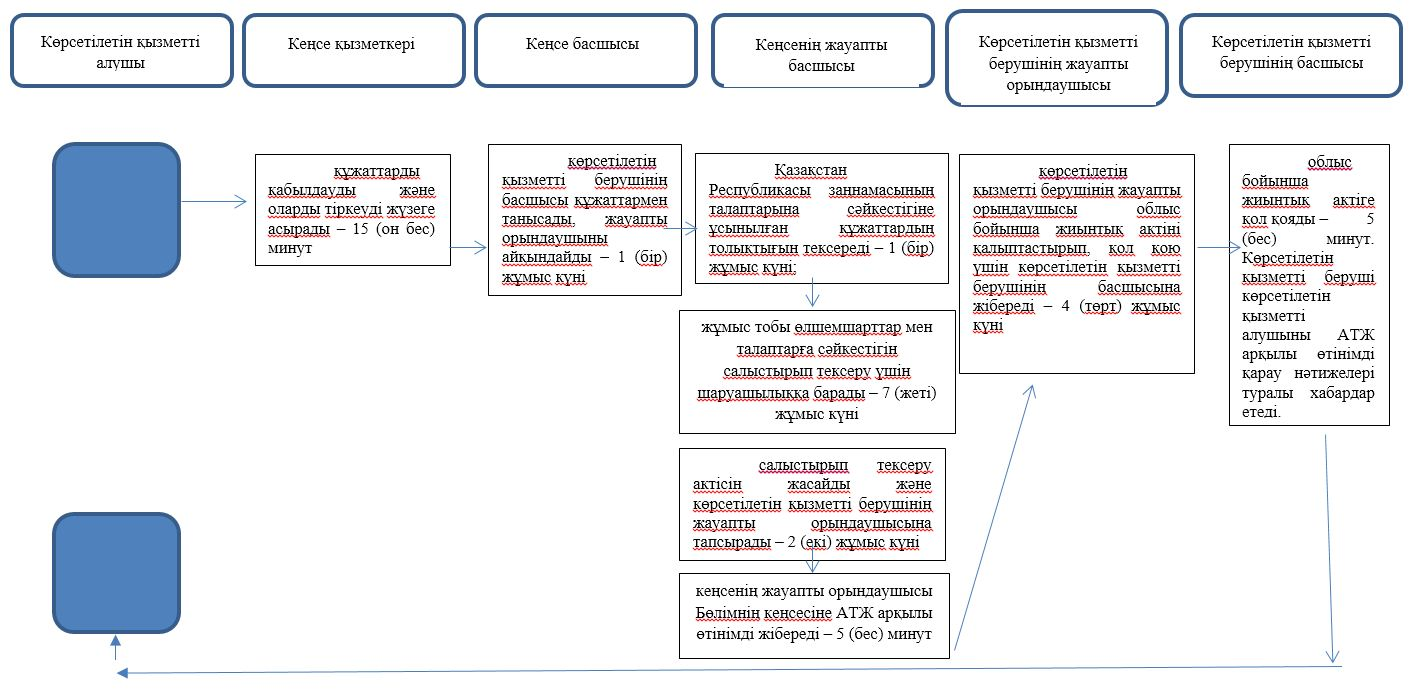 Көрсетілетін қызметті
алушы
Кеңсе қызметкері
Кеңсе басшысы
Кеңсенің жауапты
басшысы
Көрсетілетін қызметті
берушінің жауапты
орындаушысы
Көрсетілетін қызметті
берушінің басшысы
құжаттарды
қабылдауды және
оларды тіркеуді жүзеге
асырады – 15 (он бес)
минут
көрсетілетін
қызметті берушінің
басшысы құжаттармен
танысады, жауапты
орындаушыны
айқындайды – 1 (бір)
жұмыс күні
Қазақстан
Республикасы заңнамасының
талаптарына сәйкестігіне
ұсынылған құжаттардың
толықтығын тексереді – 1 (бір)
жұмыс күні;
жұмыс тобы өлшемшарттар мен
талаптарға сәйкестігін
салыстырып тексеру үшін
шаруашылыққа барады – 7 (жеті)
жұмыс күні
салыстырып тексеру
актісін жасайды және
көрсетілетін қызметті берушінің
жауапты орындаушысына
тапсырады – 2 (екі) жұмыс күні
кеңсенің жауапты орындаушысы
Бөлімнің кеңсесіне АТЖ арқылы
өтінімді жібереді – 5 (бес) минут
көрсетілетін
қызметті берушінің жауапты
орындаушысы облыс
бойынша жиынтық актіні
қалыптастырып, қол қою
үшін көрсетілетін қызметті
берушінің басшысына
жібереді – 4 (төрт) жұмыс
күні
облыс
бойынша
жиынтық актіге
қол қояды – 5
(бес) минут.
Көрсетілетін
қызметті беруші
көрсетілетін
қызметті
алушыны АТЖ
арқылы өтінімді
қарау нәтижелері
туралы хабардар
етеді.